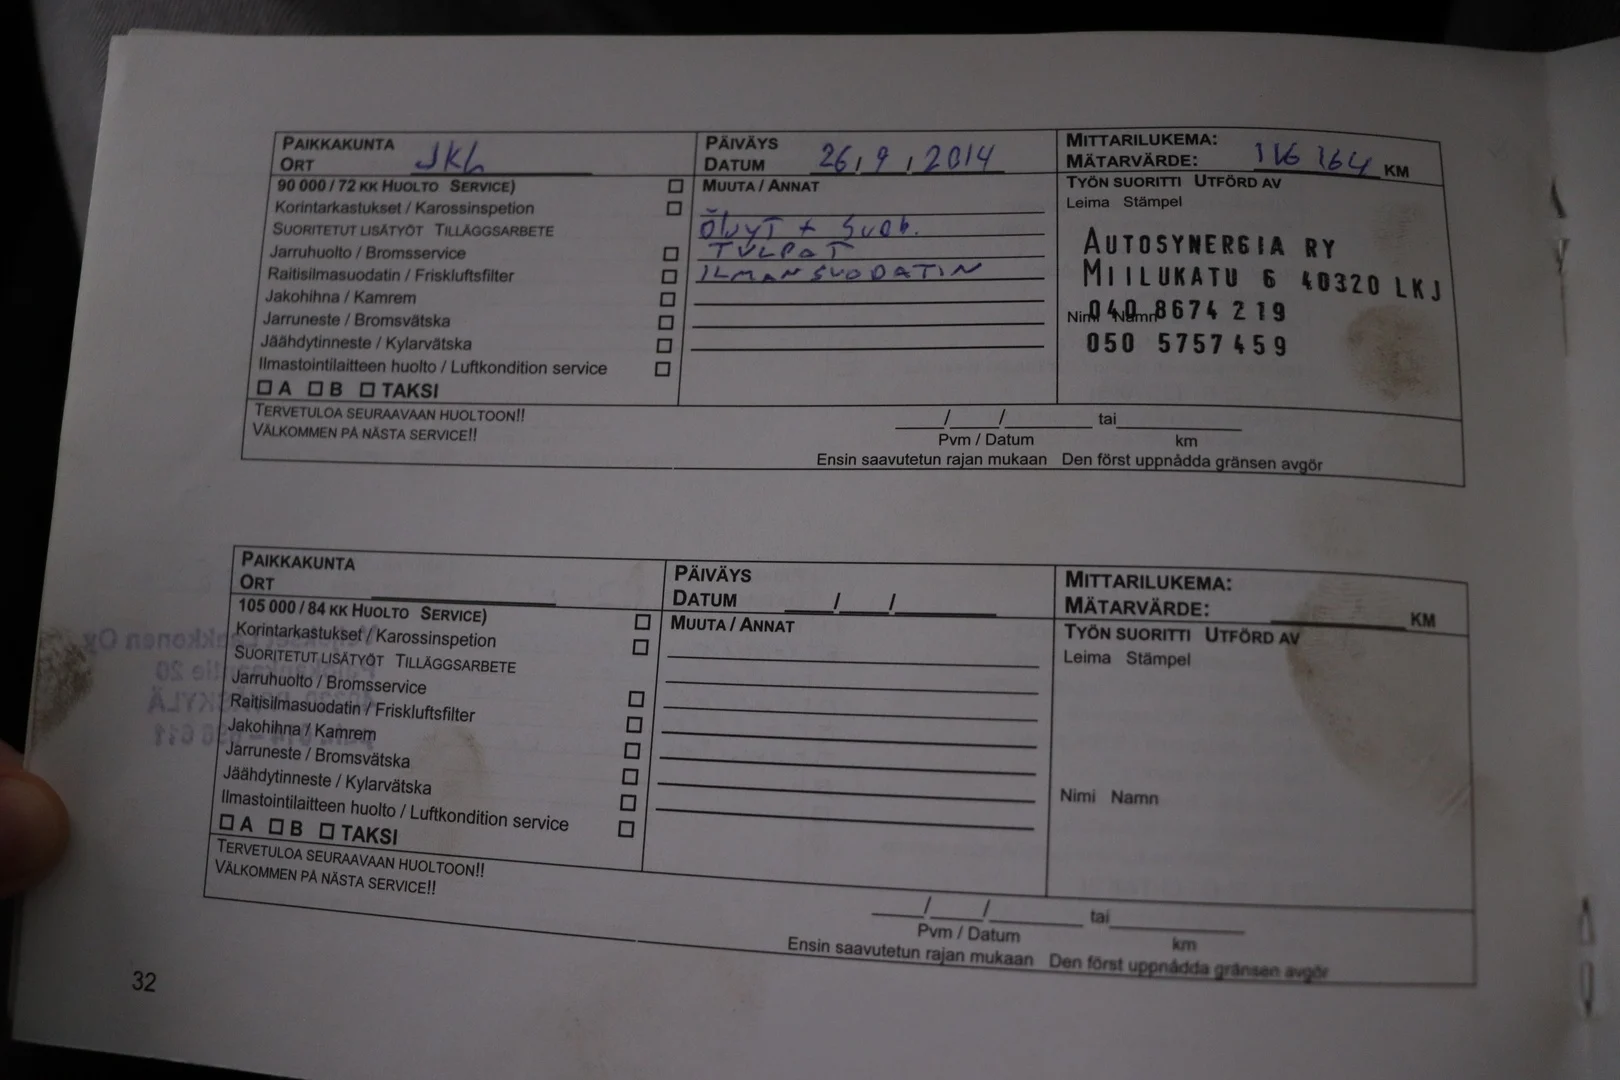 PAIKKAKUNTA
ORT JKL
PÄIVÄYS
DATUM 26/9/2014
MITTARILUKEMA:
MÄTARVÄRDE: 116 164 KM
90 000 / 72 KK HUOLTO SERVICE)
Korintarkastukset / Karossinspetion
SUORITETUT LISÄTYÖT TILLÄGGSARBETE
Jarruhuolto / Bromsservice
Raitisilmasuodatin / Friskluftsfilter
Jakohihna / Kamrem
Jarruneste / Bromsvätska
Jäähdytinneste / Kylarvätska
Ilmastointilaitteen huolto / Luftkondition service
A B TAKSI
MUUTA / ANNAT
ÖLJYT + Suod.
TULPAT
ILMANSUODATIN
TYÖN SUORITTI UTFÖRD AV
Leima Stämpel
AUTOSYNERGIA RY
MIILUKATU 6 40320 LKJ
Nimi Namn
040 8674 219
050 5757459
TERVETULOA SEURAAVAAN HUOLTOON!!
VÄLKOMMEN PÅ NÄSTA SERVICE!!
/ / tai
Pvm / Datum km
Ensin saavutetun rajan mukaan Den först uppnådda gränsen avgör
PAIKKAKUNTA
ORT
PÄIVÄYS
DATUM / /
MITTARILUKEMA:
MÄTARVÄRDE: KM
105 000 / 84 KK HUOLTO SERVICE)
Korintarkastukset / Karossinspetion
SUORITETUT LISÄTYÖT TILLÄGGSARBETE
Jarruhuolto / Bromsservice
Raitisilmasuodatin / Friskluftsfilter
Jakohihna / Kamrem
Jarruneste / Bromsvätska
Jäähdytinneste / Kylarvätska
Ilmastointilaitteen huolto / Luftkondition service
A B TAKSI
MUUTA / ANNAT
TYÖN SUORITTI UTFÖRD AV
Leima Stämpel
Nimi Namn
TERVETULOA SEURAAVAAN HUOLTOON!!
VÄLKOMMEN PÅ NÄSTA SERVICE!!
/ / tai
Pvm / Datum km
Ensin saavutetun rajan mukaan Den först uppnådda gränsen avgör
32